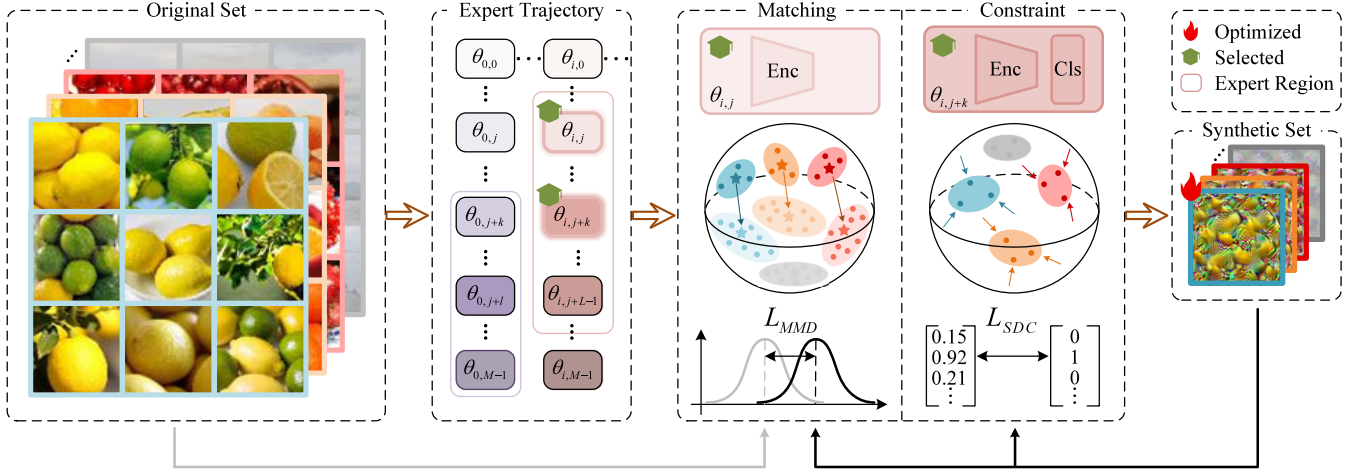 Original Set
Expert Trajectory
θ0,0
θi,0
θ0,j
θi,j
θ0,j+k
θi,j+k
θ0,j+l
θi,j+L−1
θ0,M−1
θi,M−1
Matching
Enc
θi,j
LMMD
Constraint
Enc
Cls
θi,j+k
LSDC
0.15
0.92
0.21
0
1
0
Optimized
Selected
Expert Region
Synthetic Set